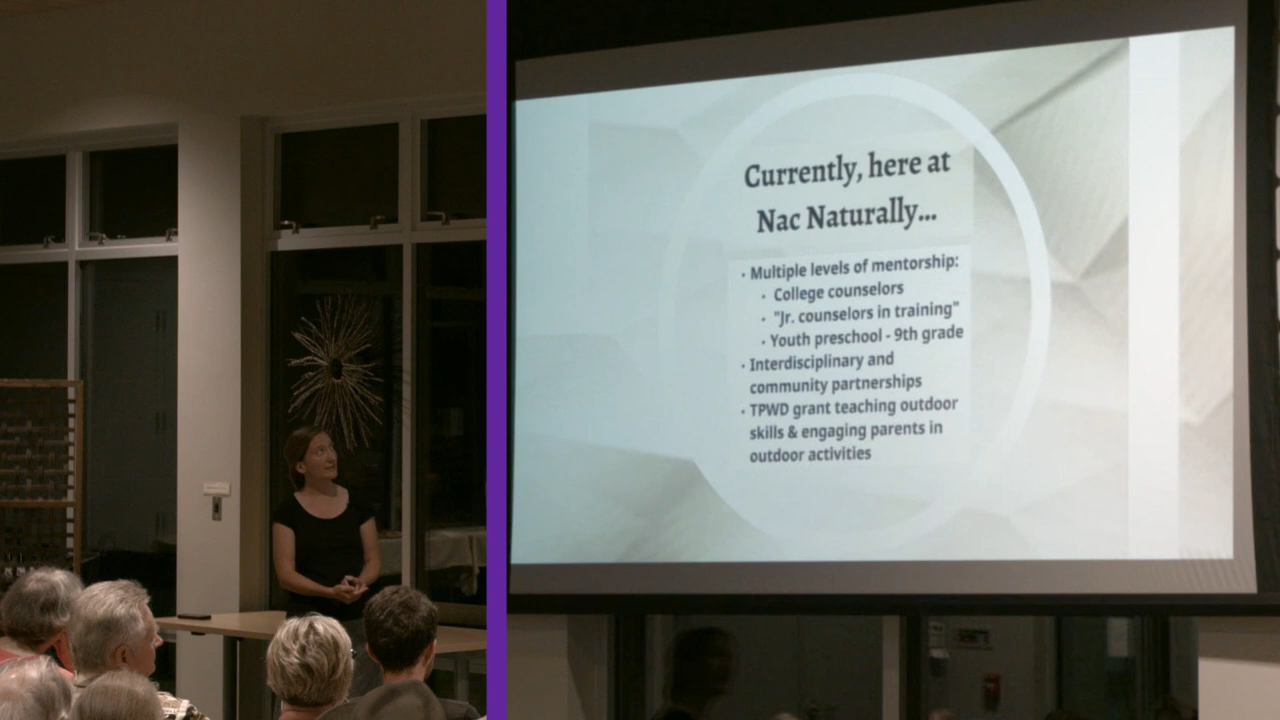 Currently, here at
Nac Naturally...
· Multiple levels of mentorship:
· College counselors
· "Jr. counselors in training"
· Youth preschool - 9th grade
· Interdisciplinary and
community partnerships
· TPWD grant teaching outdoor
skills & engaging parents in
outdoor activities